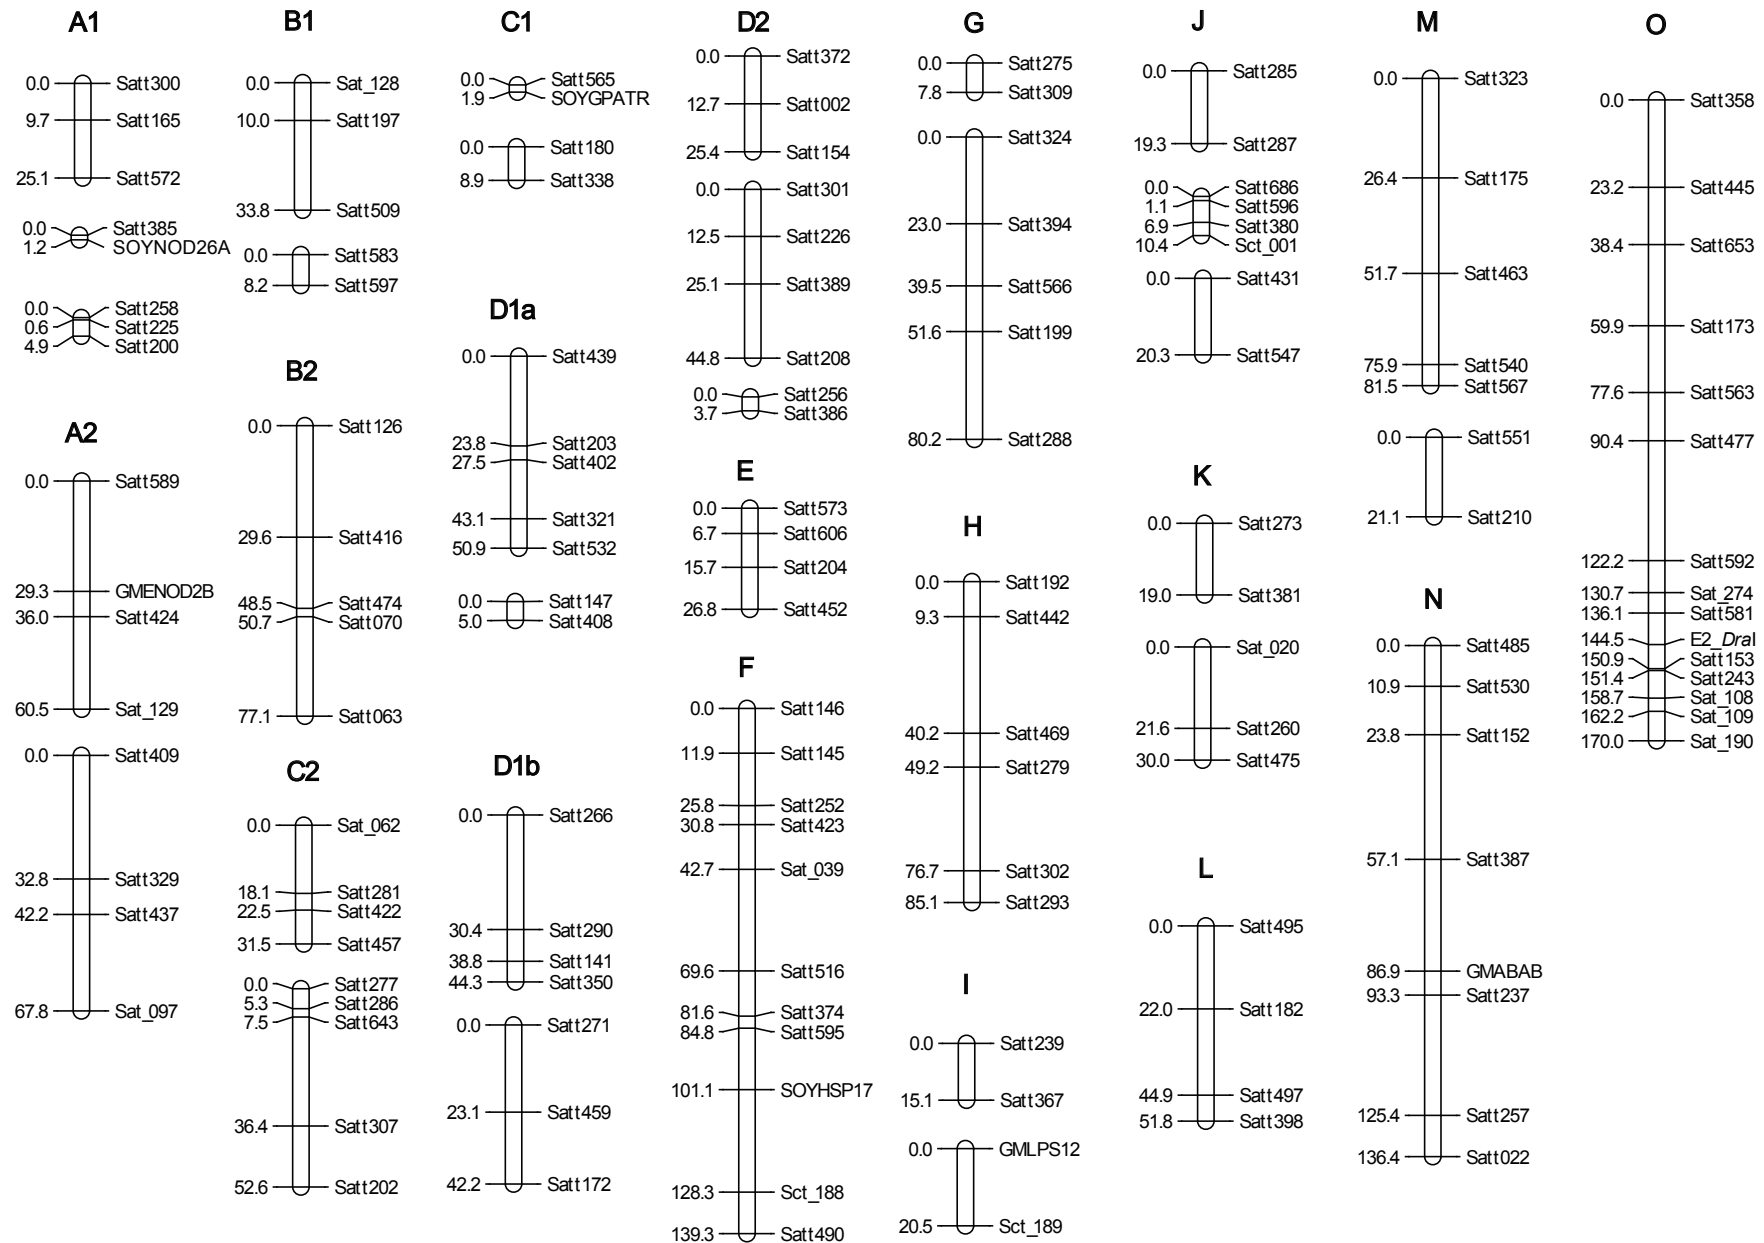 A1
0.0 Satt300
9.7 Satt165
25.1 Satt572
0.0 Satt385
1.2 SOYNOD26A
0.0 Satt258
0.6 Satt225
4.9 Satt200
A2
0.0 Satt589
29.3 GMENOD2B
36.0 Satt424
60.5 Sat_129
0.0 Satt409
32.8 Satt329
42.2 Satt437
67.8 Sat_097
B1
0.0 Sat_128
10.0 Satt197
33.8 Satt509
0.0 Satt583
8.2 Satt597
B2
0.0 Satt126
29.6 Satt416
48.5 Satt474
50.7 Satt070
77.1 Satt063
C2
0.0 Sat_062
18.1 Satt281
22.5 Satt422
31.5 Satt457
0.0 Satt277
5.3 Satt286
7.5 Satt643
36.4 Satt307
52.6 Satt202
C1
0.0 Satt565
1.9 SOYGPATR
0.0 Satt180
8.9 Satt338
D1a
0.0 Satt439
23.8 Satt203
27.5 Satt402
43.1 Satt321
50.9 Satt532
0.0 Satt147
5.0 Satt408
D1b
0.0 Satt266
30.4 Satt290
38.8 Satt141
44.3 Satt350
0.0 Satt271
23.1 Satt459
42.2 Satt172
D2
0.0 Satt372
12.7 Satt002
25.4 Satt154
0.0 Satt301
12.5 Satt226
25.1 Satt389
44.8 Satt208
0.0 Satt256
3.7 Satt386
E
0.0 Satt573
6.7 Satt606
15.7 Satt204
26.8 Satt452
F
0.0 Satt146
11.9 Satt145
25.8 Satt252
30.8 Satt423
42.7 Sat_039
69.6 Satt516
81.6 Satt374
84.8 Satt595
101.1 SOYHSP17
128.3 Sct_188
139.3 Satt490
G
0.0 Satt275
7.8 Satt309
0.0 Satt324
23.0 Satt394
39.5 Satt566
51.6 Satt199
80.2 Satt288
H
0.0 Satt192
9.3 Satt442
40.2 Satt469
49.2 Satt279
76.7 Satt302
85.1 Satt293
I
0.0 Satt239
15.1 Satt367
0.0 GMLPS12
20.5 Sct_189
J
0.0 Satt285
19.3 Satt287
0.0 Satt686
1.1 Satt596
6.9 Satt380
10.4 Sct_001
0.0 Satt431
20.3 Satt547
K
0.0 Satt273
19.0 Satt381
0.0 Sat_020
21.6 Satt260
30.0 Satt475
L
0.0 Satt495
22.0 Satt182
44.9 Satt497
51.8 Satt398
M
0.0 Satt323
26.4 Satt175
51.7 Satt463
75.9 Satt540
81.5 Satt567
0.0 Satt551
21.1 Satt210
N
0.0 Satt485
10.9 Satt530
23.8 Satt152
57.1 Satt387
86.9 GMABAB
93.3 Satt237
125.4 Satt257
136.4 Satt022
O
0.0 Satt358
23.2 Satt445
38.4 Satt653
59.9 Satt173
77.6 Satt563
90.4 Satt477
122.2 Satt592
130.7 Sat_274
136.1 Satt581
144.5 E2_DraI
150.9 Satt153
151.4 Satt243
158.7 Sat_108
162.2 Sat_109
170.0 Sat_190